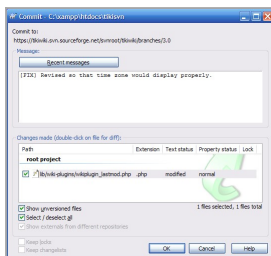 Commit - C:\xampp\htdocs\tikisvn
Commit to:
https://tikiwiki.svn.sourceforge.net/svnroot/tikiwiki/branches/3.0
Message:
Recent messages
[FIX] Revised so that time zone would display properly.
Changes made (double-click on file for diff):
Path Extension Text status Property status Lock
root project
lib/wiki-plugins/wikiplugin_lastmod.php .php modified normal
Show unversioned files 1 files selected, 1 files total
Select / deselect all
Show externals from different repositories
Keep locks
Keep changelists
OK Cancel Help